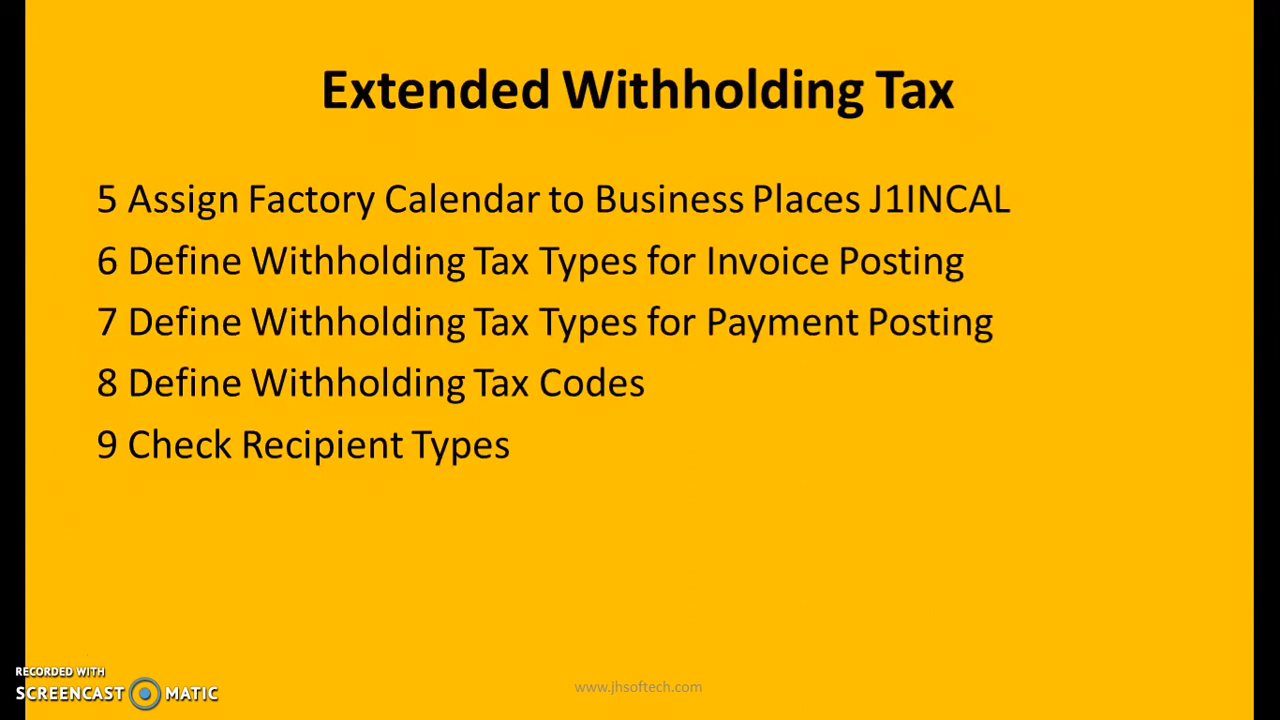 Extended Withholding Tax
5 Assign Factory Calendar to Business Places J1INCAL
6 Define Withholding Tax Types for Invoice Posting
7 Define Withholding Tax Types for Payment Posting
8 Define Withholding Tax Codes
9 Check Recipient Types
RECORDED WITH
SCREENCAST MATIC
www.jhsoftech.com